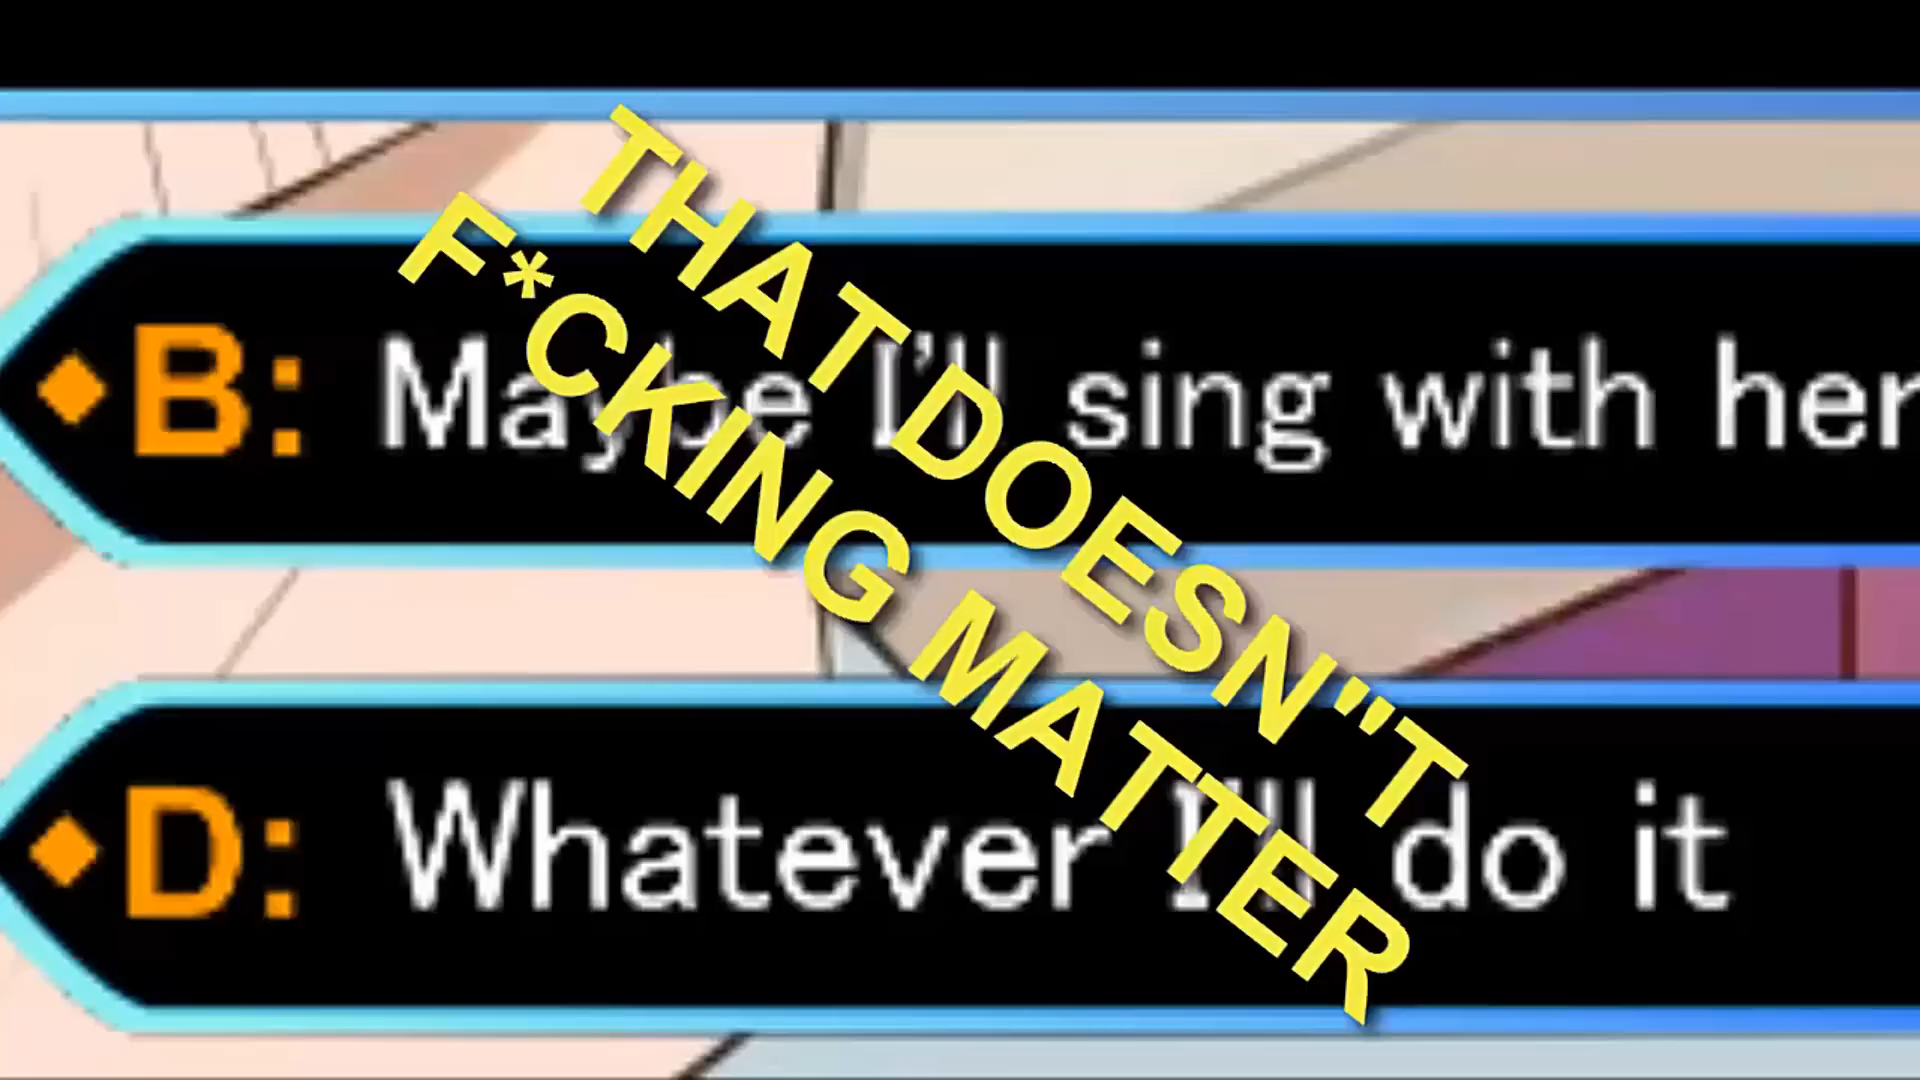 THAT DOESN"T
F*CKING MATTER
B: Maybe I'll sing with her
D: Whatever I'll do it